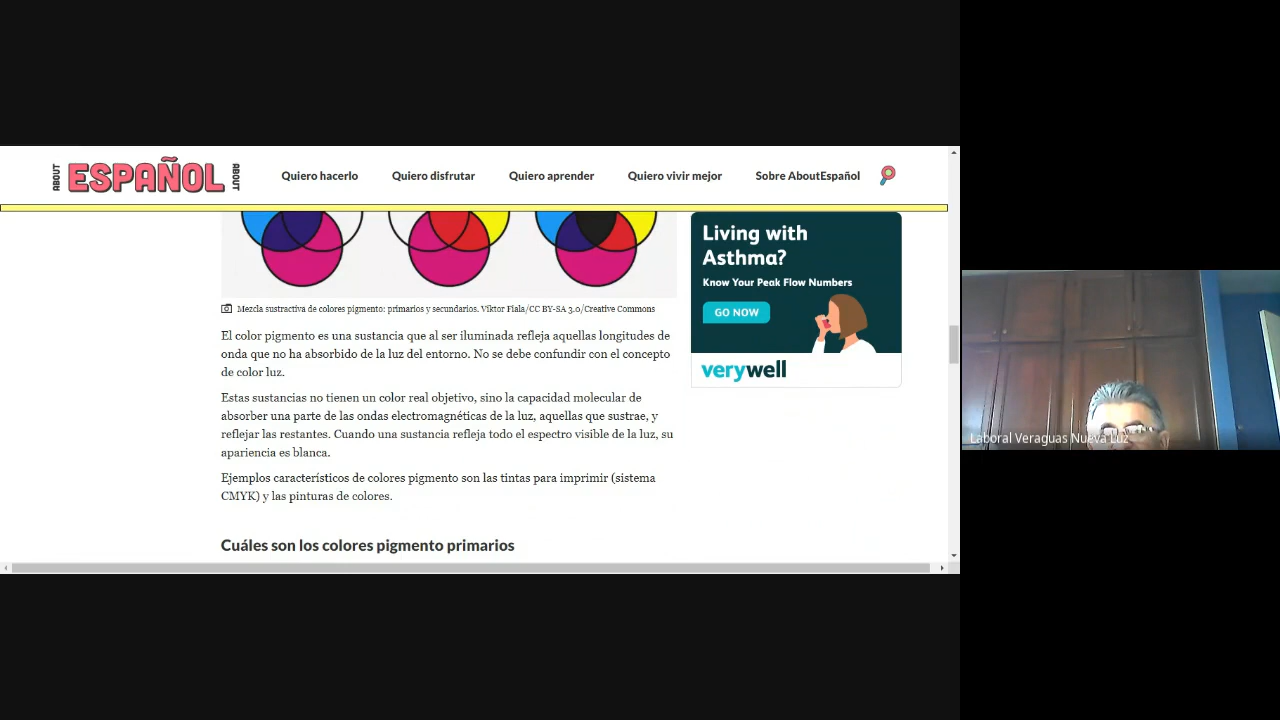 ABOUT ESPAÑOL ABOUT
Quiero hacerlo
Quiero disfrutar
Quiero aprender
Quiero vivir mejor
Sobre AboutEspañol
Mezcla sustractiva de colores pigmento: primarios y secundarios. Viktor Fiala/CC BY-SA 3.0/Creative Commons
El color pigmento es una sustancia que al ser iluminada refleja aquellas longitudes de
onda que no ha absorbido de la luz del entorno. No se debe confundir con el concepto
de color luz.
Estas sustancias no tienen un color real objetivo, sino la capacidad molecular de
absorber una parte de las ondas electromagnéticas de la luz, aquellas que sustrae, y
reflejar las restantes. Cuando una sustancia refleja todo el espectro visible de la luz, su
apariencia es blanca.
Ejemplos característicos de colores pigmento son las tintas para imprimir (sistema
CMYK) y las pinturas de colores.
Cuáles son los colores pigmento primarios
Living with
Asthma?
Know Your Peak Flow Numbers
GO NOW
verywell
Laboral Veraguas Nueva Luz